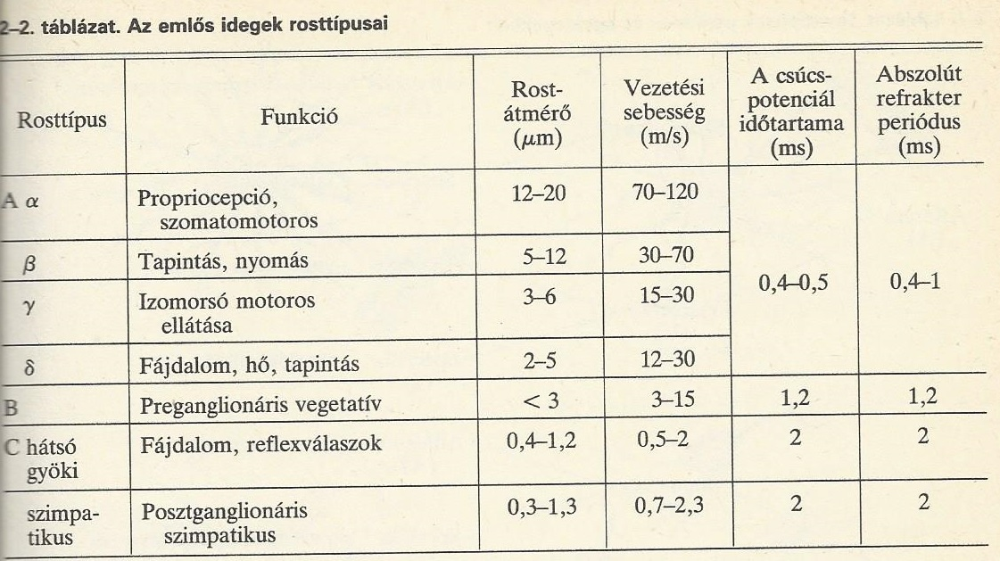 2–2. táblázat. Az emlős idegek rosttípusai
Rosttípus
Funkció
Rost-
átmérő
(μm)
Vezetési
sebesség
(m/s)
A csúcs-
potenciál
időtartama
(ms)
Abszolút
refrakter
periódus
(ms)
A α
Propriocepció,
szomatomotoros
12–20
70–120
β
Tapintás, nyomás
5–12
30–70
0,4–0,5
0,4–1
γ
Izomorsó motoros
ellátása
3–6
15–30
δ
Fájdalom, hő, tapintás
2–5
12–30
B
Preganglionáris vegetatív
< 3
3–15
1,2
1,2
C hátsó
gyöki
Fájdalom, reflexválaszok
0,4–1,2
0,5–2
2
2
szimpa-
tikus
Posztganglionáris
szimpatikus
0,3–1,3
0,7–2,3
2
2